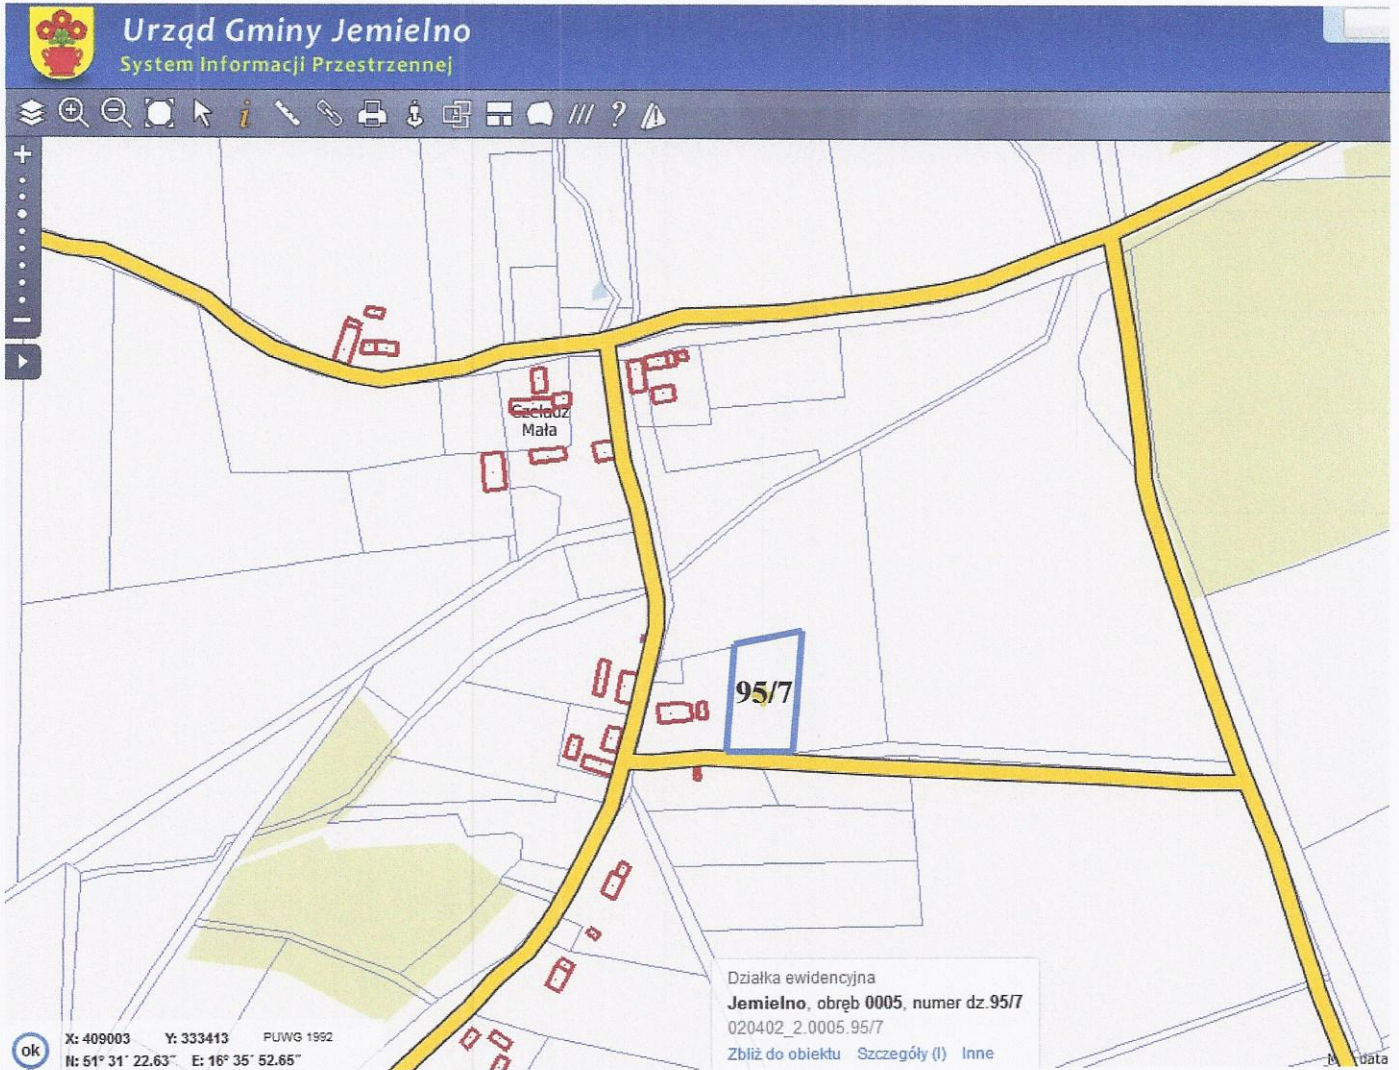 Urząd Gminy Jemielno
System Informacji Przestrzennej
i /// ?
+
Czeladź
Mała
95/7
Działka ewidencyjna
Jemielno, obręb 0005, numer dz.95/7
020402_2.0005.95/7
Zbliż do obiektu Szczegóły (I) Inne
ok
X: 409003 Y: 333413 PUWG 1992
N: 51° 31´ 22.63˝ E: 16° 35´ 52.65˝
data